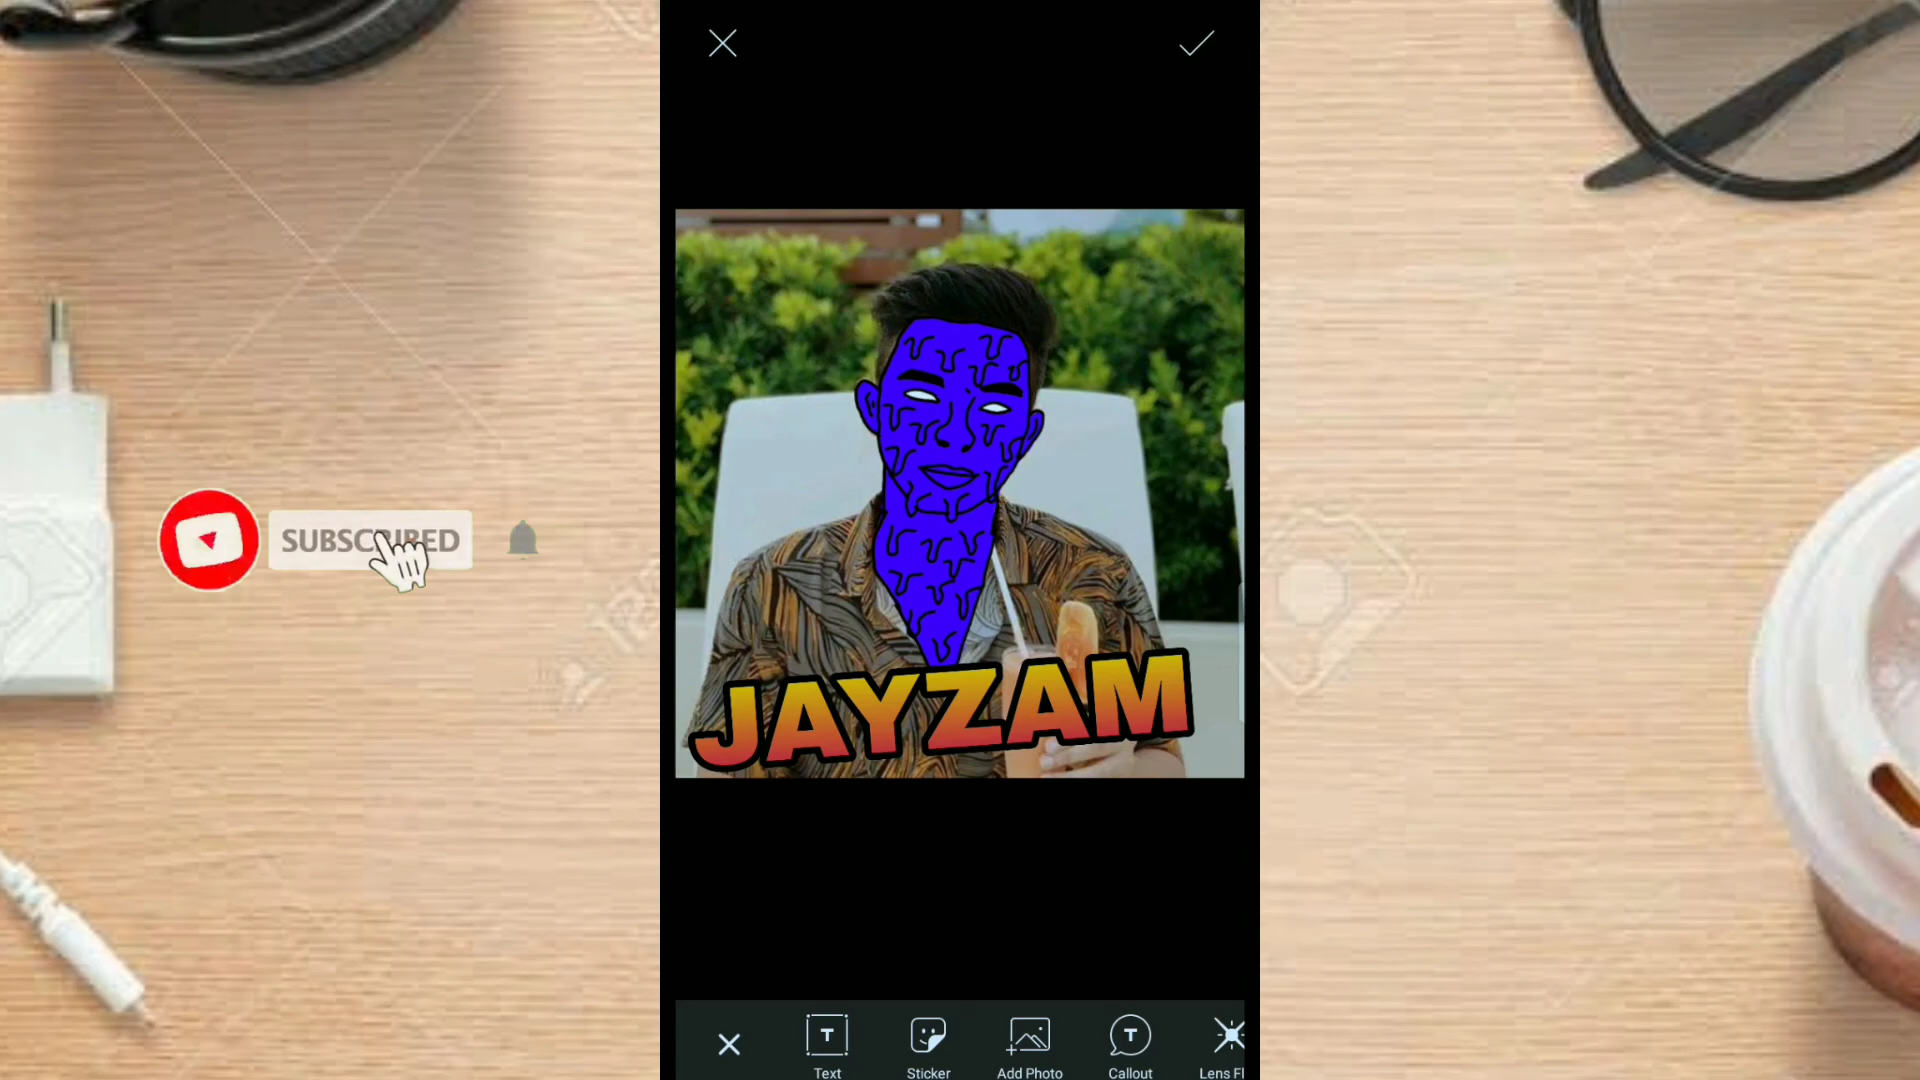 SUBSCRIBED
JAYZAM
Text
Sticker
Add Photo
Callout
Lens Fl